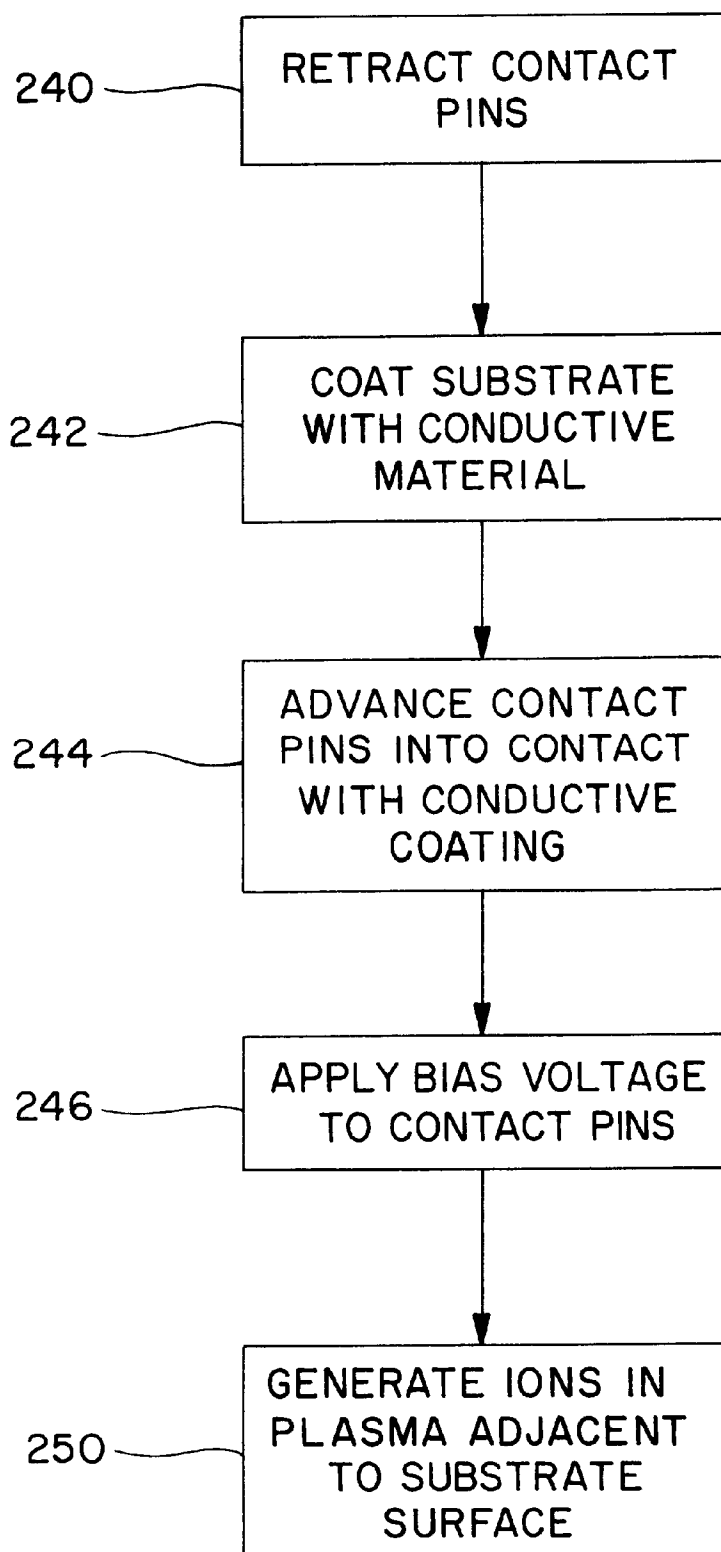 240
RETRACT CONTACT
PINS
242
COAT SUBSTRATE
WITH CONDUCTIVE
MATERIAL
244
ADVANCE CONTACT
PINS INTO CONTACT
WITH CONDUCTIVE
COATING
246
APPLY BIAS VOLTAGE
TO CONTACT PINS
250
GENERATE IONS IN
PLASMA ADJACENT
TO SUBSTRATE
SURFACE